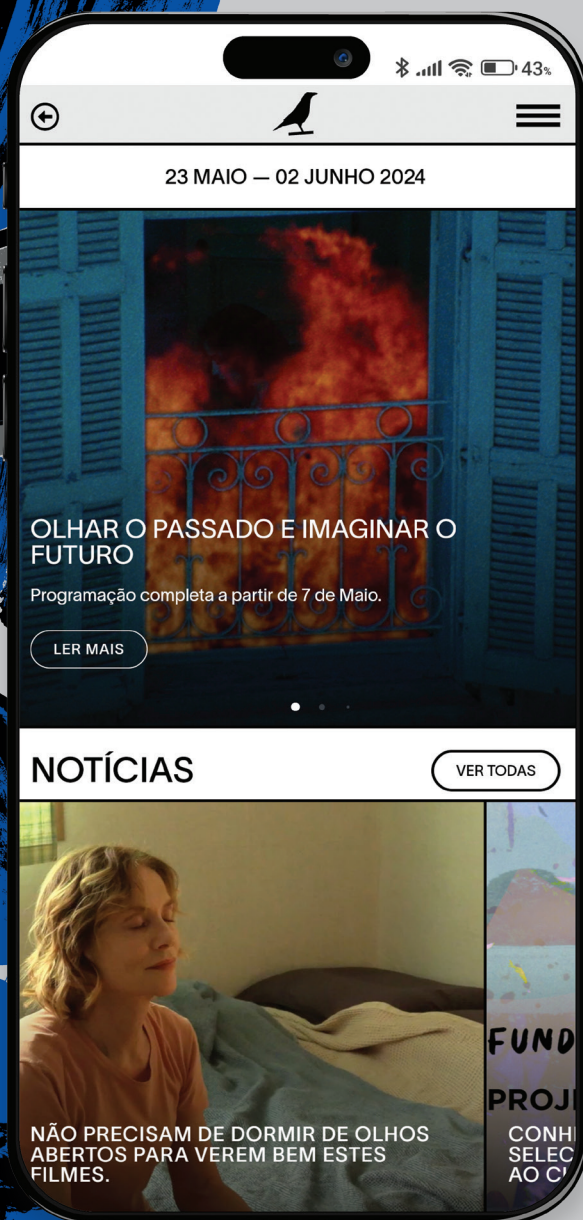 43%
23 MAIO — 02 JUNHO 2024
OLHAR O PASSADO E IMAGINAR O
FUTURO
Programação completa a partir de 7 de Maio.
LER MAIS
NOTÍCIAS
VER TODAS
NÃO PRECISAM DE DORMIR DE OLHOS
ABERTOS PARA VEREM BEM ESTES
FILMES.
FUND
PROJ
CONH
SELEC
AO CI